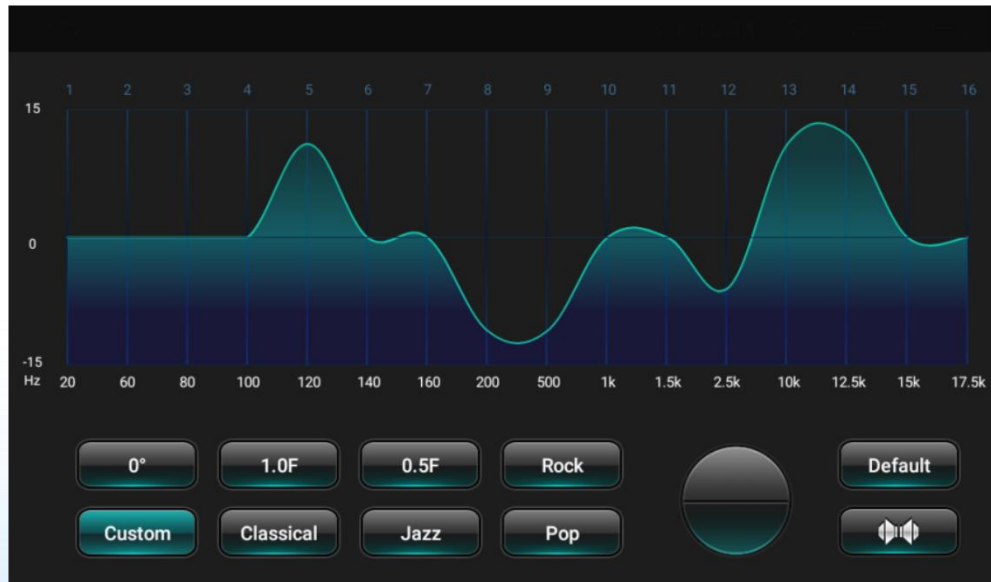 1 2 3 4 5 6 7 8 9 10 11 12 13 14 15 16
15
0
-15
Hz 20 60 80 100 120 140 160 200 500 1k 1.5k 2.5k 10k 12.5k 15k 17.5k
0° 1.0F 0.5F Rock Default
Custom Classical Jazz Pop